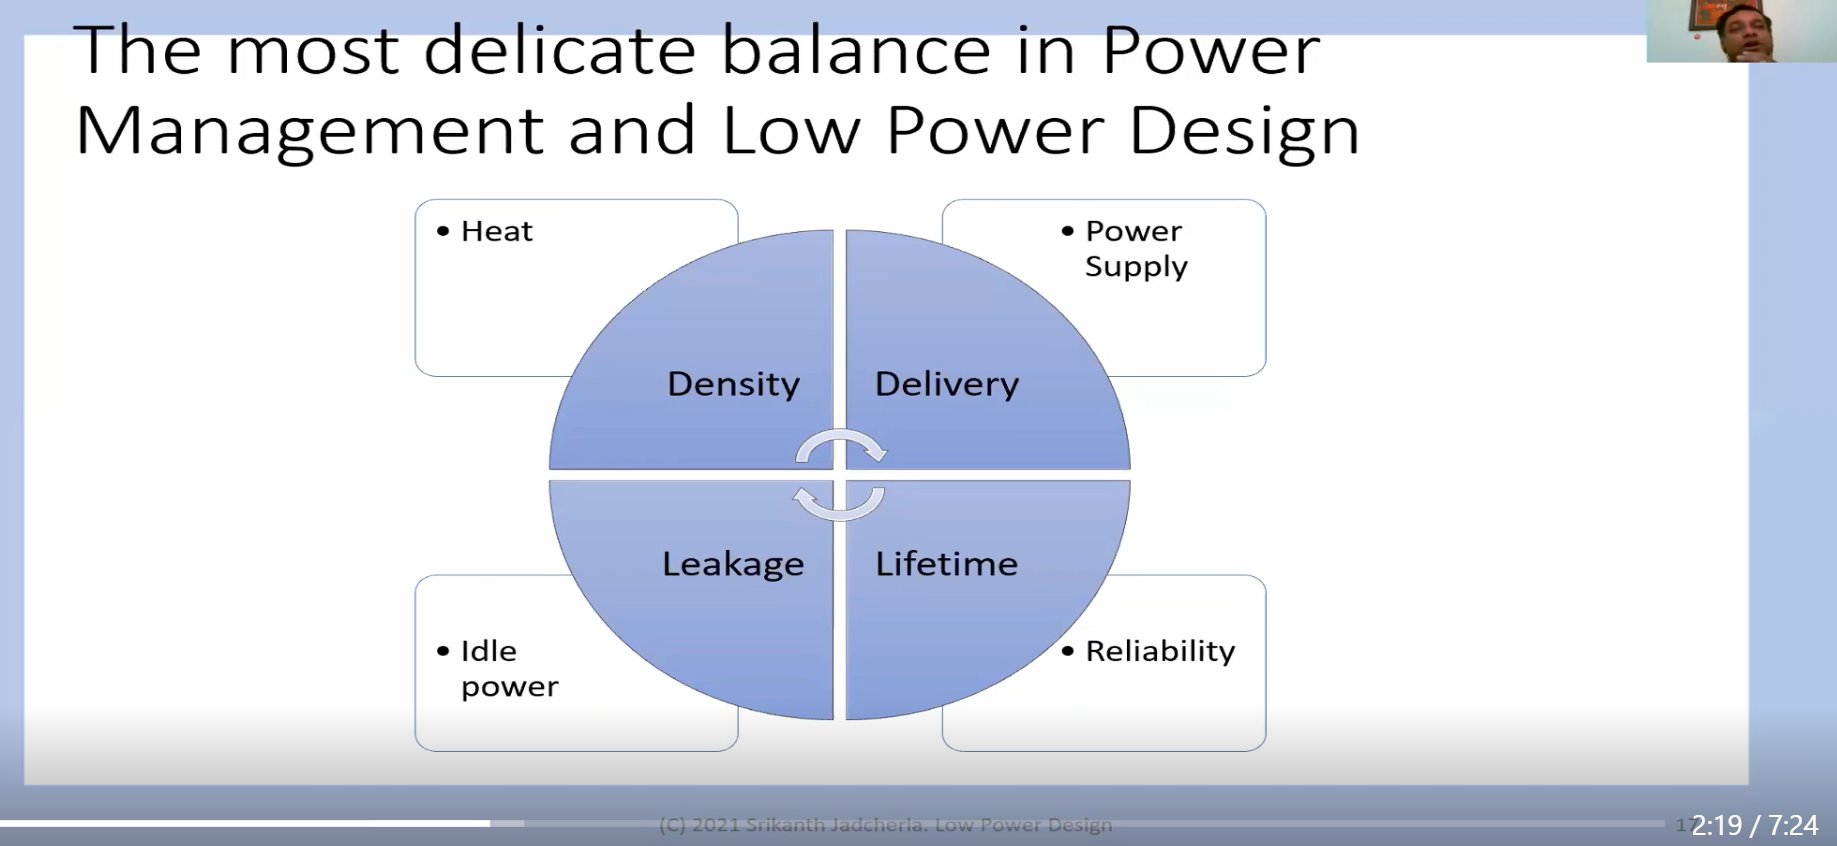 The most delicate balance in Power
Management and Low Power Design
• Heat
• Power
Supply
Density
Delivery
Leakage
Lifetime
• Idle
power
• Reliability
(C) 2021 Srikanth Jadcherla. Low Power Design
2:19 / 7:24